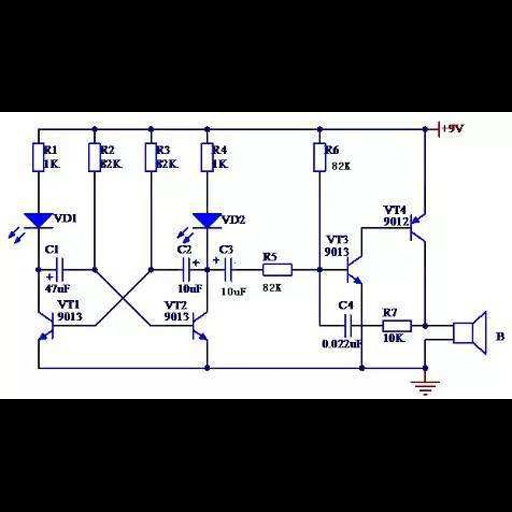 +9V
R1
1K
R2
82K
R3
82K
R4
1K
R6
82K
VD1
VD2
VT4
9012
VT3
9013
C1
+
47uF
C2
+
10uF
C3
+
10uF
R5
82K
VT1
9013
VT2
9013
C4
0.022uF
R7
10K
B